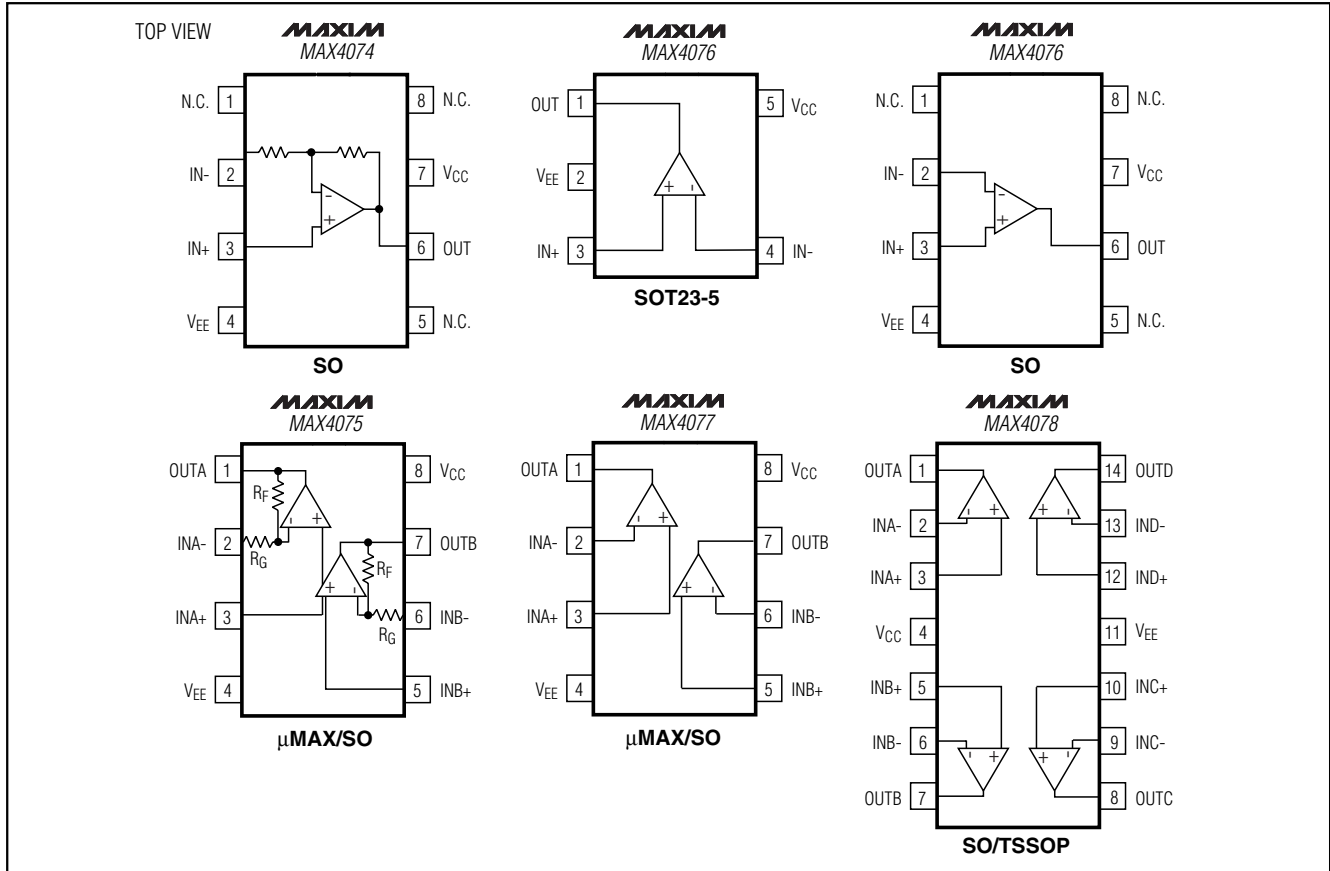 TOP VIEW
MAXIM
MAX4074
N.C. 1
8 N.C.
IN- 2
7 VCC
-
+
IN+ 3
6 OUT
VEE 4
5 N.C.
SO
MAXIM
MAX4076
OUT 1
5 VCC
VEE 2
+ -
IN+ 3
4 IN-
SOT23-5
MAXIM
MAX4076
N.C. 1
8 N.C.
IN- 2
7 VCC
-
+
IN+ 3
6 OUT
VEE 4
5 N.C.
SO
MAXIM
MAX4075
OUTA 1
8 VCC
RF
- +
INA- 2
7 OUTB
RG
RF
+ -
INA+ 3
6 INB-
RG
VEE 4
5 INB+
μMAX/SO
MAXIM
MAX4077
OUTA 1
8 VCC
- +
INA- 2
7 OUTB
+ -
INA+ 3
6 INB-
VEE 4
5 INB+
μMAX/SO
MAXIM
MAX4078
OUTA 1
14 OUTD
- +
+ -
INA- 2
13 IND-
INA+ 3
12 IND+
VCC 4
11 VEE
INB+ 5
10 INC+
INB- 6
9 INC-
- +
+ -
OUTB 7
8 OUTC
SO/TSSOP